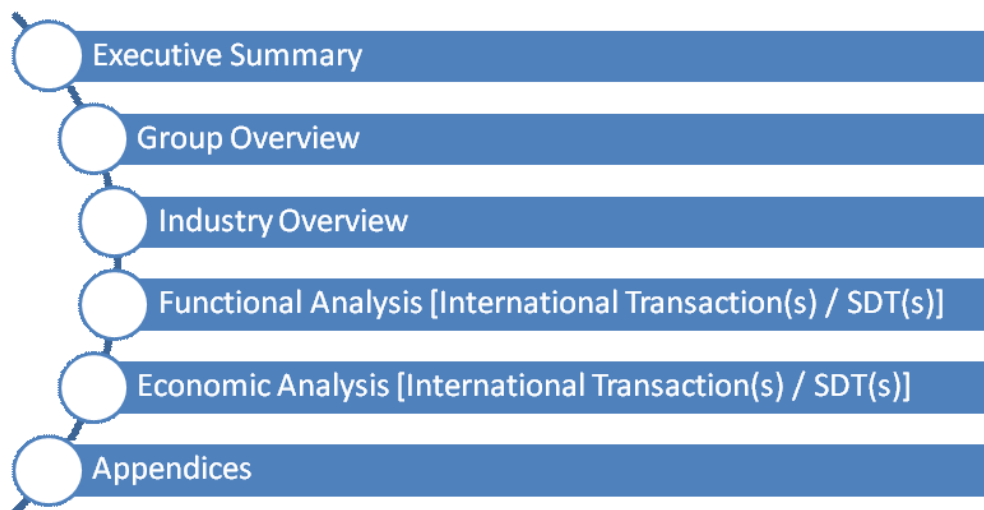 Executive Summary
Group Overview
Industry Overview
Functional Analysis [International Transaction(s) / SDT(s)]
Economic Analysis [International Transaction(s) / SDT(s)]
Appendices